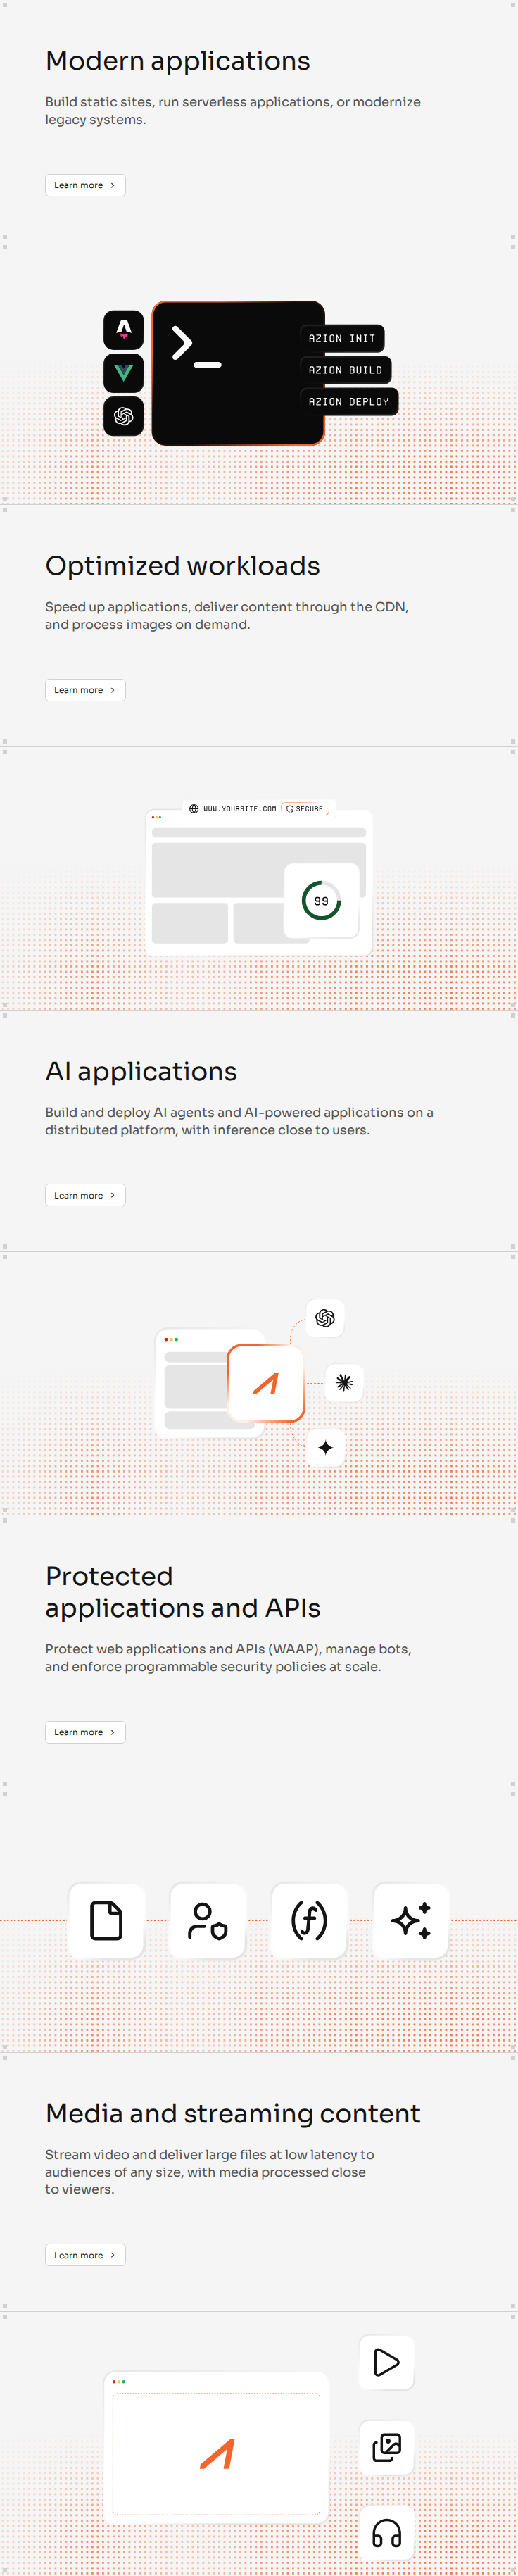 Modern applications
Build static sites, run serverless applications, or modernize
legacy systems.
Learn more
AZION INIT
AZION BUILD
AZION DEPLOY
Optimized workloads
Speed up applications, deliver content through the CDN,
and process images on demand.
Learn more
WWW.YOURSITE.COM SECURE
99
AI applications
Build and deploy AI agents and AI-powered applications on a
distributed platform, with inference close to users.
Learn more
Protected
applications and APIs
Protect web applications and APIs (WAAP), manage bots,
and enforce programmable security policies at scale.
Learn more
Media and streaming content
Stream video and deliver large files at low latency to
audiences of any size, with media processed close
to viewers.
Learn more